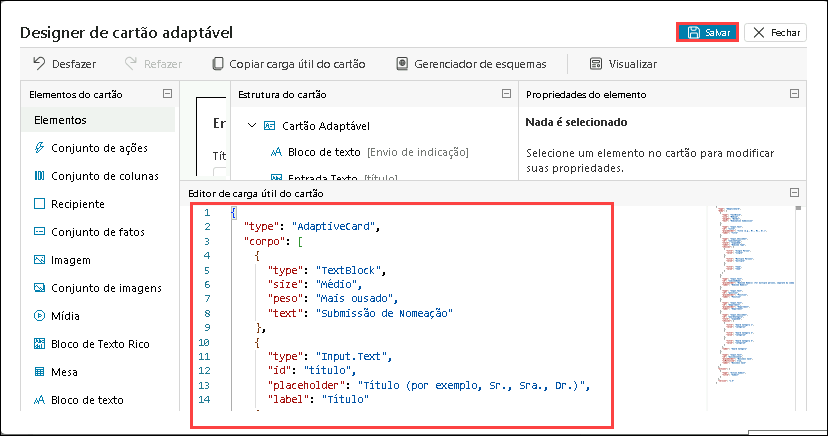 Designer de cartão adaptável
Salvar
Fechar
Desfazer
Refazer
Copiar carga útil do cartão
Gerenciador de esquemas
Visualizar
Elementos do cartão
Elementos
Conjunto de ações
Conjunto de colunas
Recipiente
Conjunto de fatos
Imagem
Conjunto de imagens
Mídia
Bloco de Texto Rico
Mesa
Bloco de texto
Er
Tít
Estrutura do cartão
Cartão Adaptável
Bloco de texto [Envio de indicação]
Entrada Texto [título]
Propriedades do elemento
Nada é selecionado
Selecione um elemento no cartão para modificar
suas propriedades.
Editor de carga útil do cartão
1 {
2 "type": "AdaptiveCard",
3 "corpo": [
4 {
5 "type": "TextBlock",
6 "size": "Médio",
7 "peso": "Mais ousado",
8 "text": "Submissão de Nomeação"
9 },
10 {
11 "type": "Input.Text",
12 "id": "título",
13 "placeholder": "Título (por exemplo, Sr., Sra., Dr.)",
14 "label": "Título"